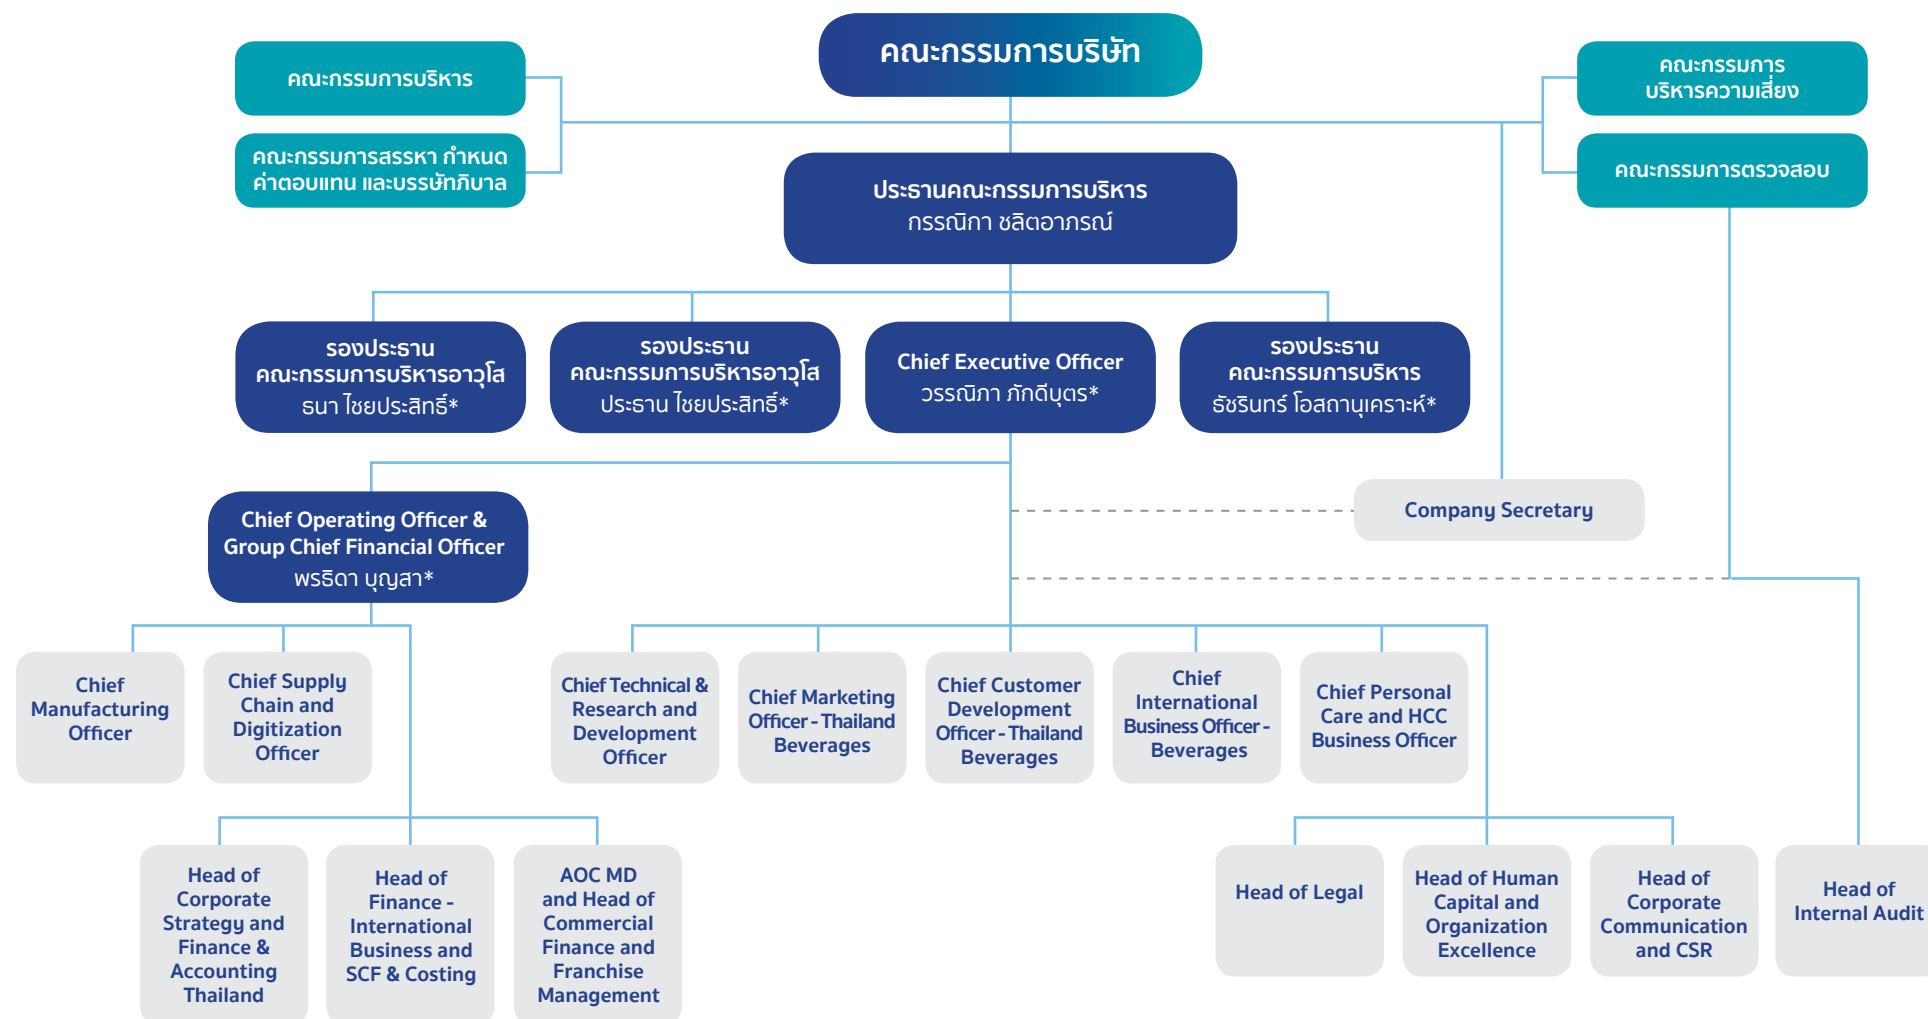 คณะกรรมการบริษัท
คณะกรรมการบริหาร
คณะกรรมการสรรหา กำหนด
ค่าตอบแทน และบรรษัทภิบาล
คณะกรรมการ
บริหารความเสี่ยง
คณะกรรมการตรวจสอบ
ประธานคณะกรรมการบริหาร
กรรณิกา ชลิตอาภรณ์
รองประธาน
คณะกรรมการบริหารอาวุโส
ธนา ไชยประสิทธิ์*
รองประธาน
คณะกรรมการบริหารอาวุโส
ประธาน ไชยประสิทธิ์*
Chief Executive Officer
วรรณิภา ภักดีบุตร*
รองประธาน
คณะกรรมการบริหาร
ธัชรินทร์ โอสถานุเคราะห์*
Chief Operating Officer &
Group Chief Financial Officer
พรธิดา บุญสา*
Company Secretary
Chief
Manufacturing
Officer
Chief Supply
Chain and
Digitization
Officer
Chief Technical &
Research and
Development
Officer
Chief Marketing
Officer - Thailand
Beverages
Chief Customer
Development
Officer - Thailand
Beverages
Chief
International
Business Officer -
Beverages
Chief Personal
Care and HCC
Business Officer
Head of
Corporate
Strategy and
Finance &
Accounting
Thailand
Head of
Finance -
International
Business and
SCF & Costing
AOC MD
and Head of
Commercial
Finance and
Franchise
Management
Head of Legal
Head of Human
Capital and
Organization
Excellence
Head of
Corporate
Communication
and CSR
Head of
Internal Audit